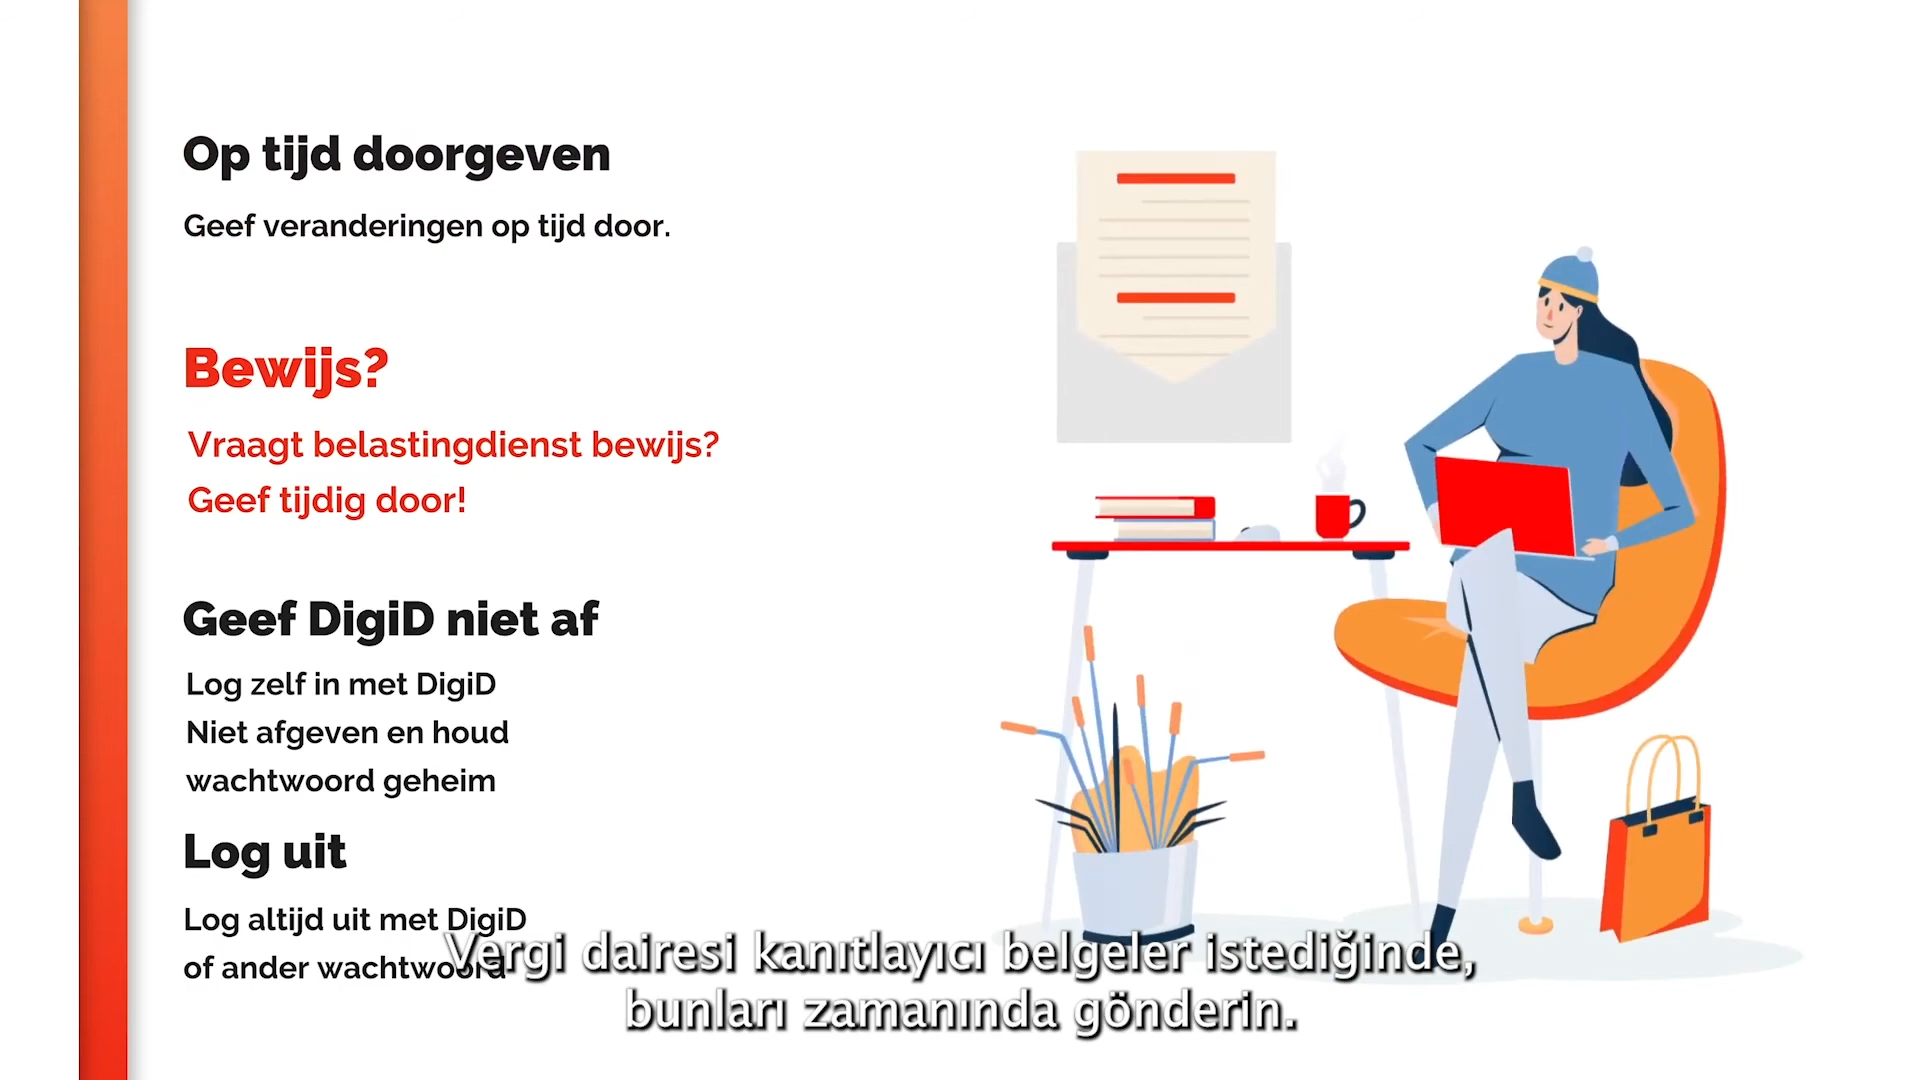 Op tijd doorgeven
Geef veranderingen op tijd door.
Bewijs?
Vraagt belastingdienst bewijs?
Geef tijdig door!
Geef DigiD niet af
Log zelf in met DigiD
Niet afgeven en houd
wachtwoord geheim
Log uit
Log altijd uit met DigiD
of ander wachtwoord
Vergi dairesi kanıtlayıcı belgeler istediğinde,
bunları zamanında gönderin.